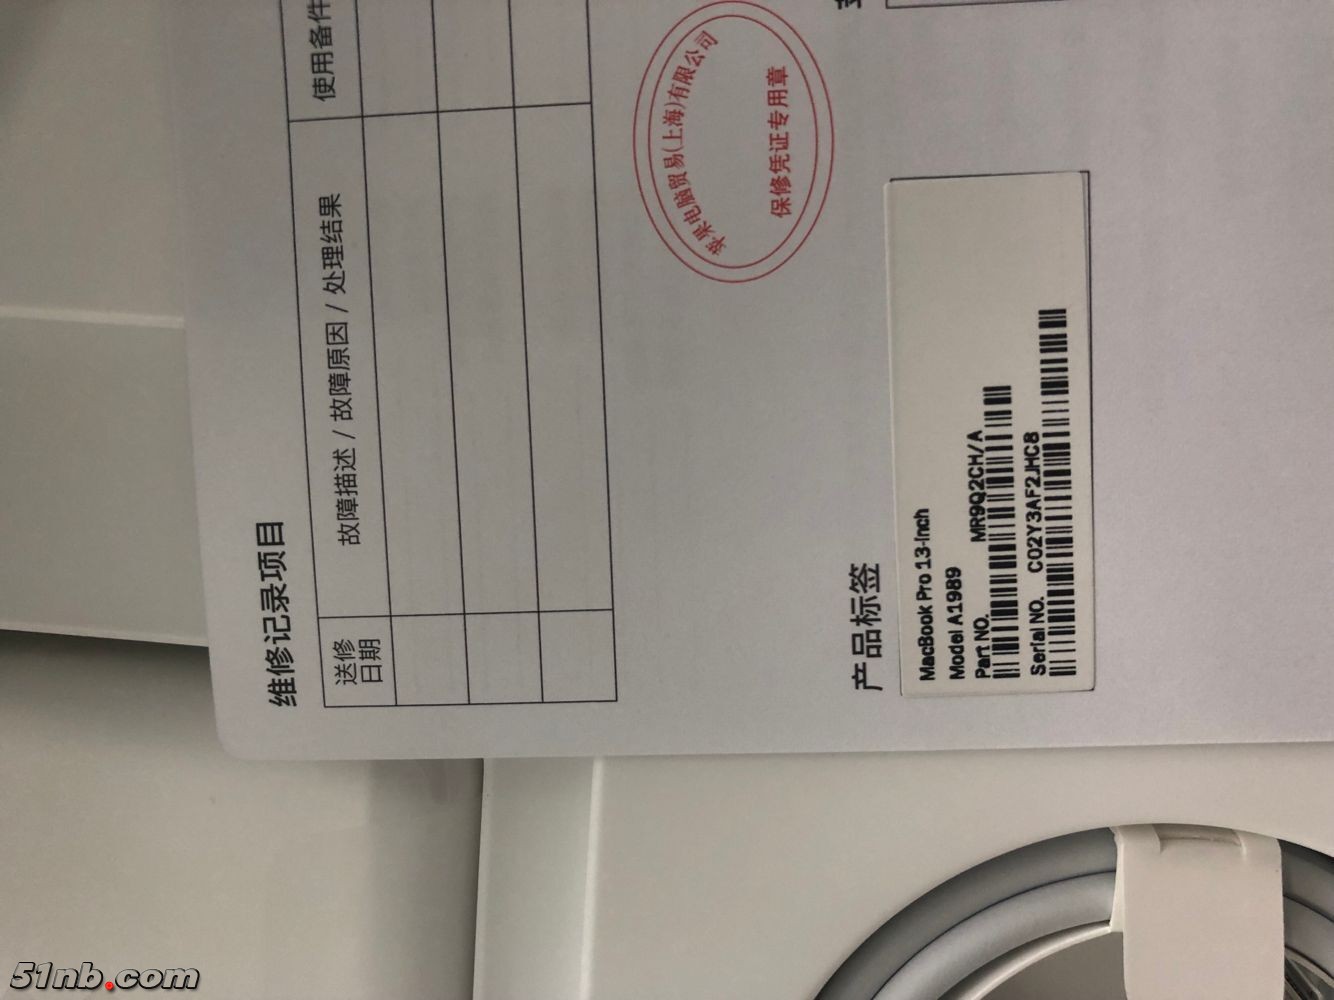 维修记录项目
送修日期
故障描述 / 故障原因 / 处理结果
使用备件
苹果电脑贸易(上海)有限公司
保修凭证专用章
产品标签
MacBook Pro 13-Inch
Model A1989
Part NO. MR9Q2CH/A
Serial NO. C02Y3AF2JHC8
51nb.com